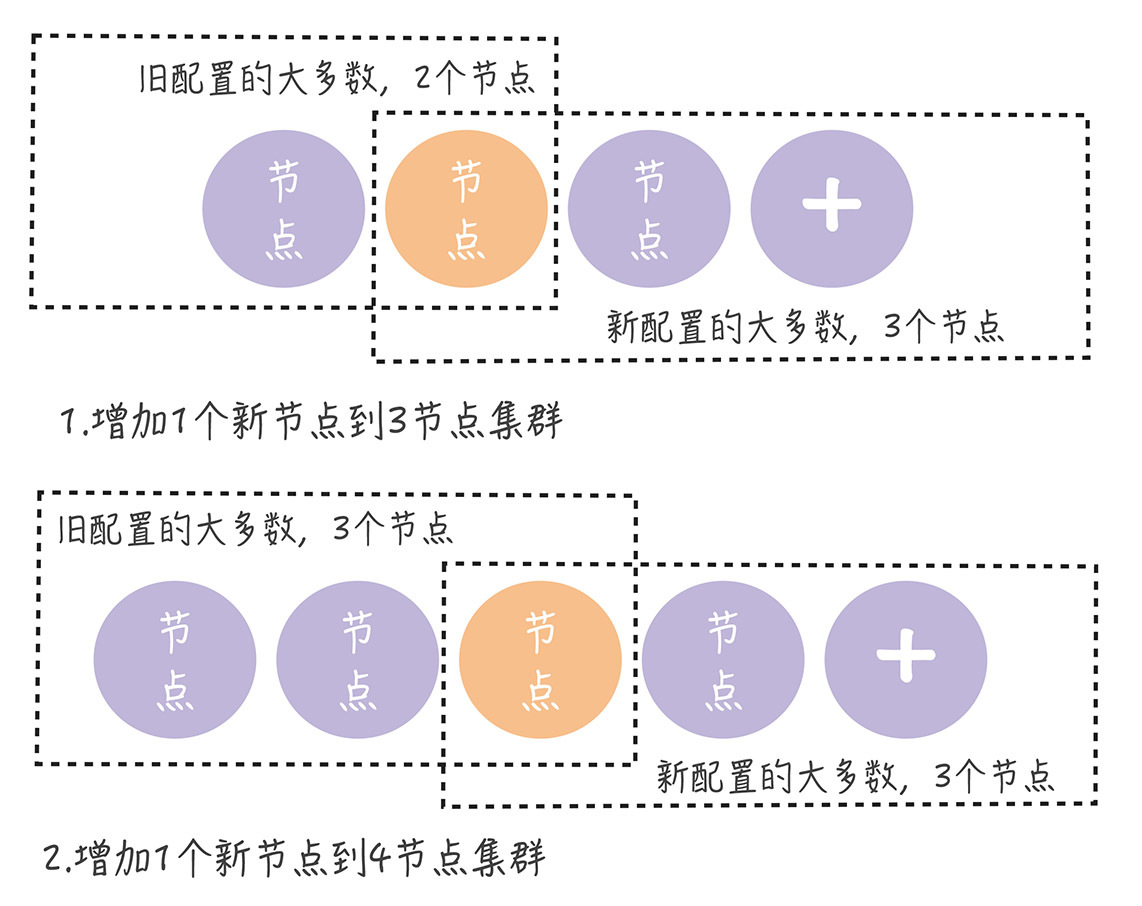 旧配置的大多数，2个节点
节点
节点
节点
+
新配置的大多数，3个节点
1.增加1个新节点到3节点集群
旧配置的大多数，3个节点
节点
节点
节点
节点
+
新配置的大多数，3个节点
2.增加1个新节点到4节点集群